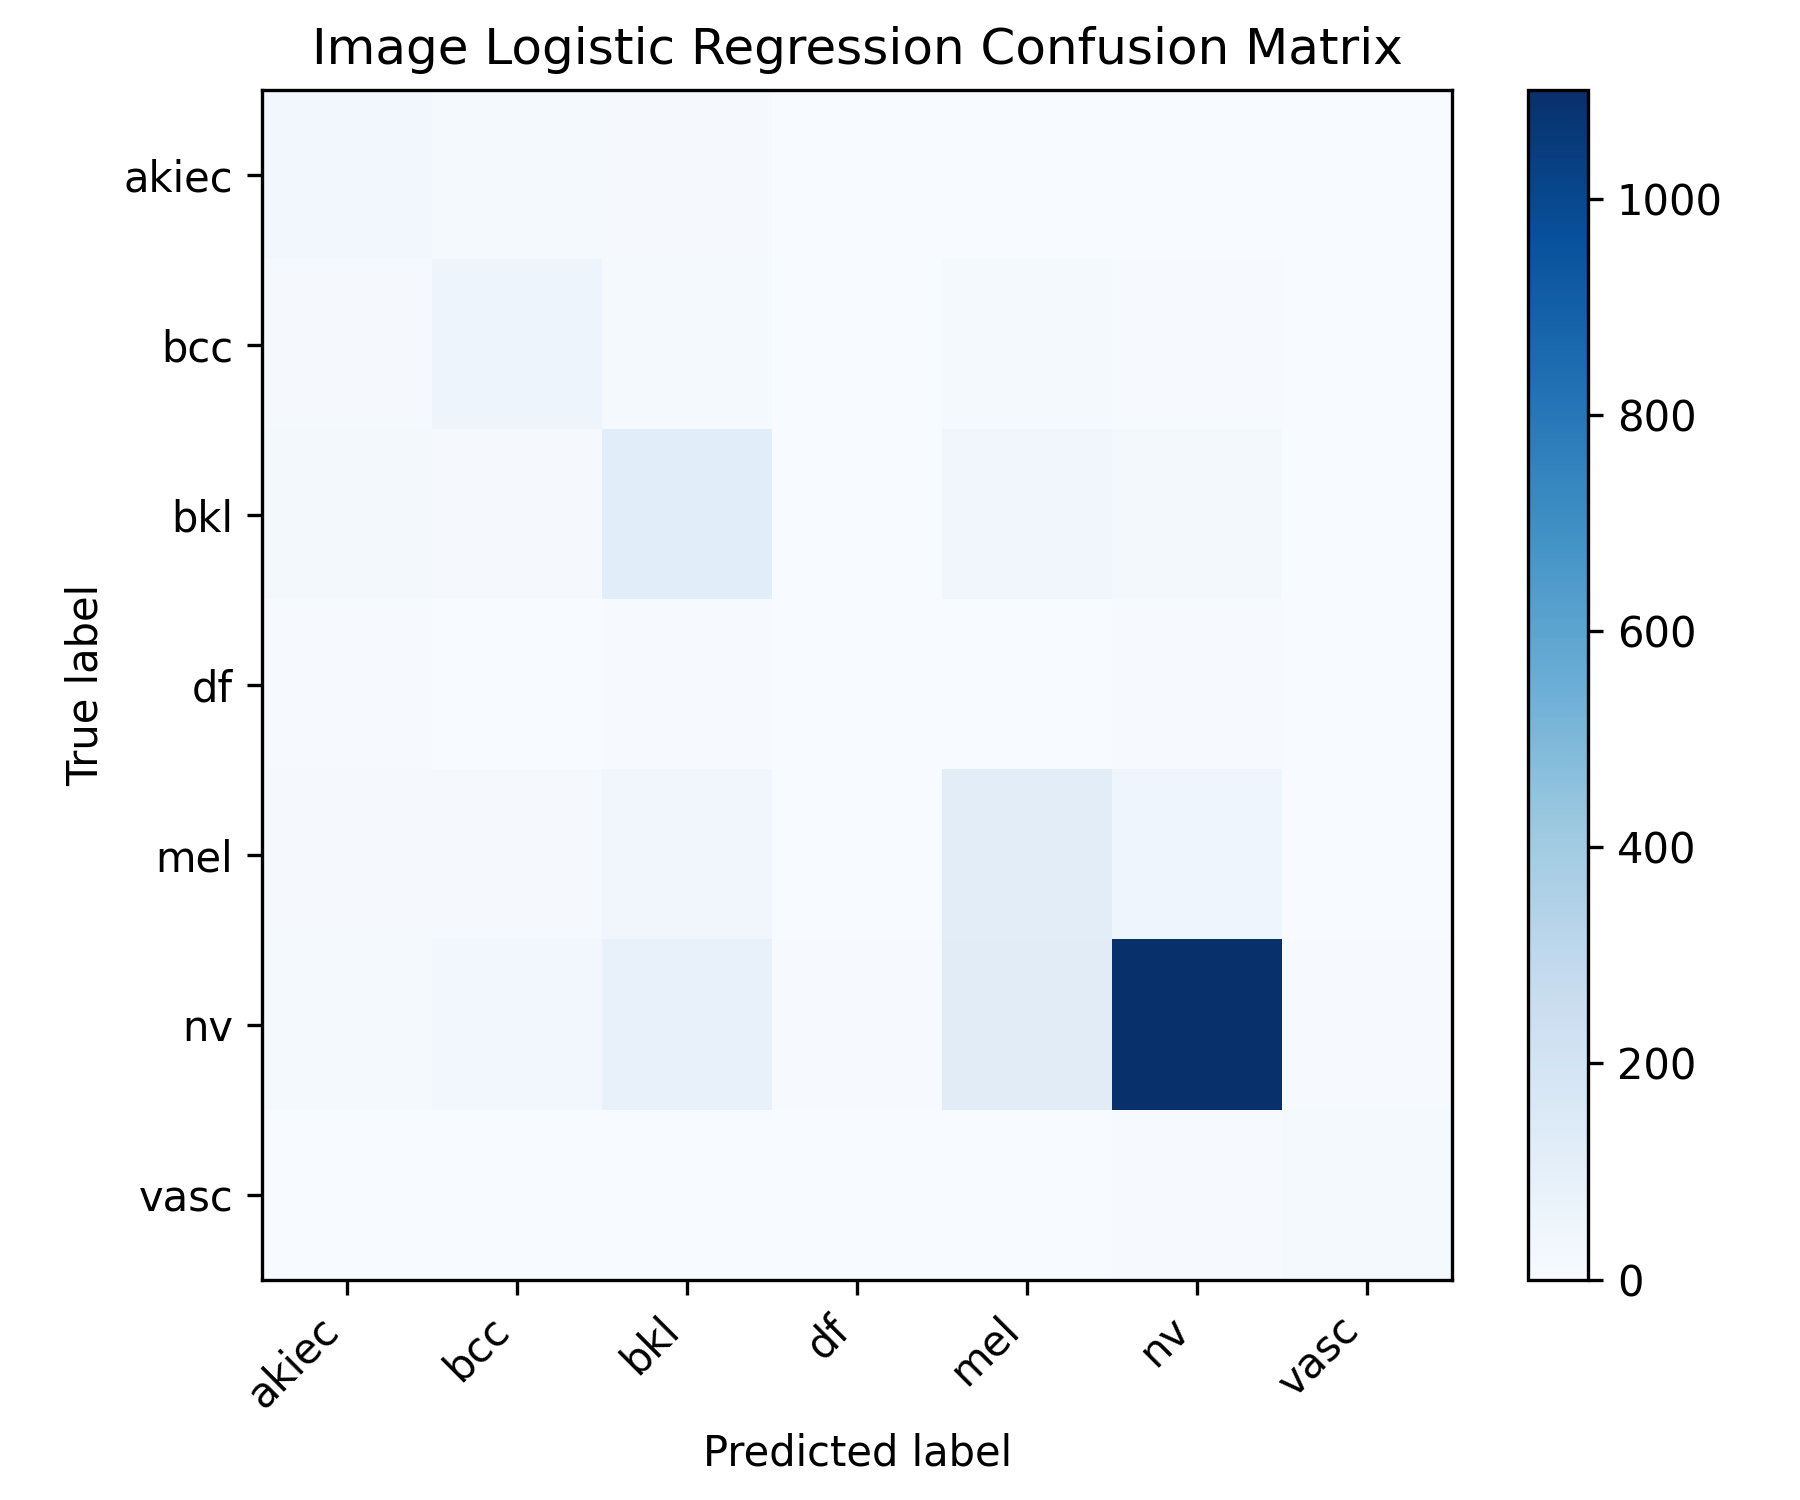 Image Logistic Regression Confusion Matrix
akiec
bcc
bkl
df
mel
nv
vasc
True label
akiec
bcc
bkl
df
mel
nv
vasc
Predicted label
1000
800
600
400
200
0